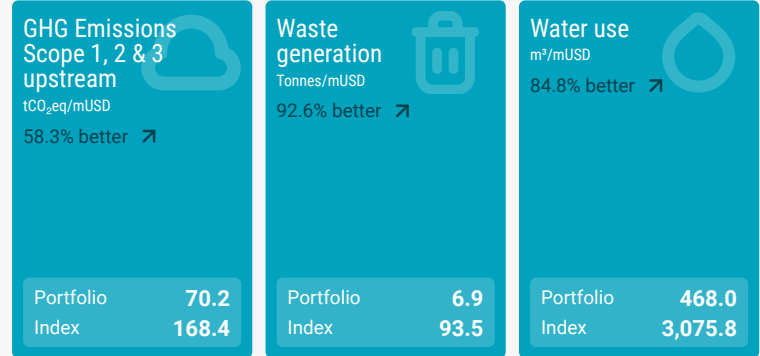 GHG Emissions
Scope 1, 2 & 3
upstream
tCO₂eq/mUSD
58.3% better
Portfolio 70.2
Index 168.4
Waste
generation
Tonnes/mUSD
92.6% better
Portfolio 6.9
Index 93.5
Water use
m³/mUSD
84.8% better
Portfolio 468.0
Index 3,075.8